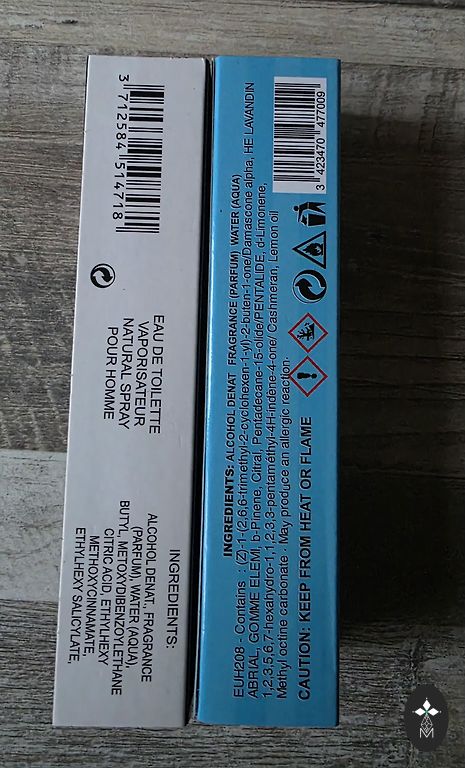 3 712584 514718
EAU DE TOILETTE
VAPORISATEUR
NATURAL SPRAY
POUR HOMME
INGREDIENTS:
ALCOHOL DENAT., FRAGRANCE
(PARFUM), WATER (AQUA),
BUTYL, METOXYDIBENZOYLETHANE
CITRIC ACID, ETHYLHEXY
METHOXYCINNAMATE,
ETHYLHEXY SALICYLATE,
3 423470 477009
INGREDIENTS: ALCOHOL DENAT FRAGRANCE (PARFUM) WATER (AQUA)
EUH208 - Contains : (Z)-1-(2,6,6-trimethyl-2-cyclohexen-1-yl)-2-buten-1-one/Damascone alpha, HE LAVANDIN
ABRIAL, GOMME ELEMI, b-Pinene, Citral, Pentadecane-15-olide/PENTALIDE, d-Limonene,
1,2,3,5,6,7-hexahydro-1,1,2,3,3-pentamethyl-4H-indène-4-one/ Cashmeran, Lemon oil
Methyl octine carbonate · May produce an allergic reaction·
CAUTION: KEEP FROM HEAT OR FLAME
M